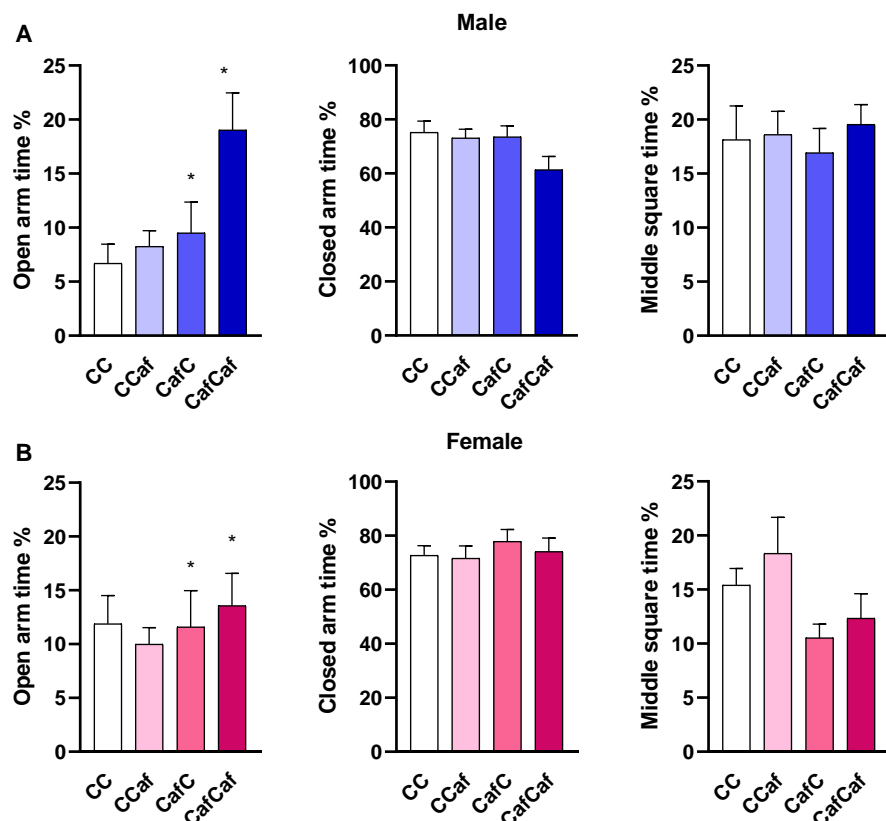 A
Male
Open arm time %
25
20
15
10
5
0
*
*
CC
CCaf
CafC
CafCaf
Closed arm time %
100
80
60
40
20
0
CC
CCaf
CafC
CafCaf
Middle square time %
25
20
15
10
5
0
CC
CCaf
CafC
CafCaf
B
Female
Open arm time %
25
20
15
10
5
0
*
*
CC
CCaf
CafC
CafCaf
Closed arm time %
100
80
60
40
20
0
CC
CCaf
CafC
CafCaf
Middle square time %
25
20
15
10
5
0
CC
CCaf
CafC
CafCaf